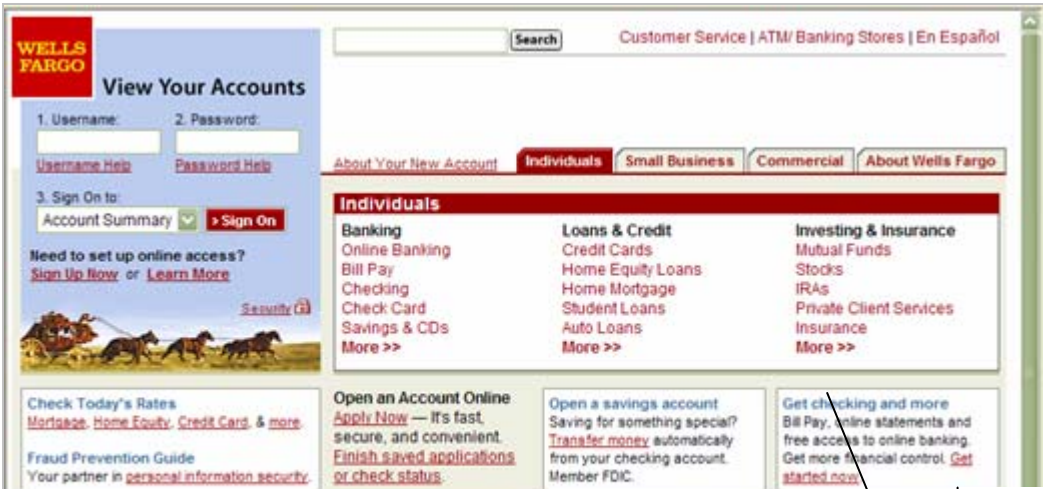 WELLS
FARGO
View Your Accounts
1. Username: 2. Password:
Username Help Password Help
3. Sign On to:
Account Summary > Sign On
Need to set up online access?
Sign Up Now or Learn More
Security
Search
Customer Service | ATM/ Banking Stores | En Español
About Your New Account Individuals Small Business Commercial About Wells Fargo
Individuals
Banking
Online Banking
Bill Pay
Checking
Check Card
Savings & CDs
More >>
Loans & Credit
Credit Cards
Home Equity Loans
Home Mortgage
Student Loans
Auto Loans
More >>
Investing & Insurance
Mutual Funds
Stocks
IRAs
Private Client Services
Insurance
More >>
Check Today's Rates
Mortgage, Home Equity, Credit Card, & more.
Fraud Prevention Guide
Your partner in personal information security.
Open an Account Online
Apply Now — It's fast,
secure, and convenient.
Finish saved applications
or check status.
Open a savings account
Saving for something special?
Transfer money automatically
from your checking account.
Member FDIC.
Get checking and more
Bill Pay, online statements and
free access to online banking.
Get more financial control. Get
started now